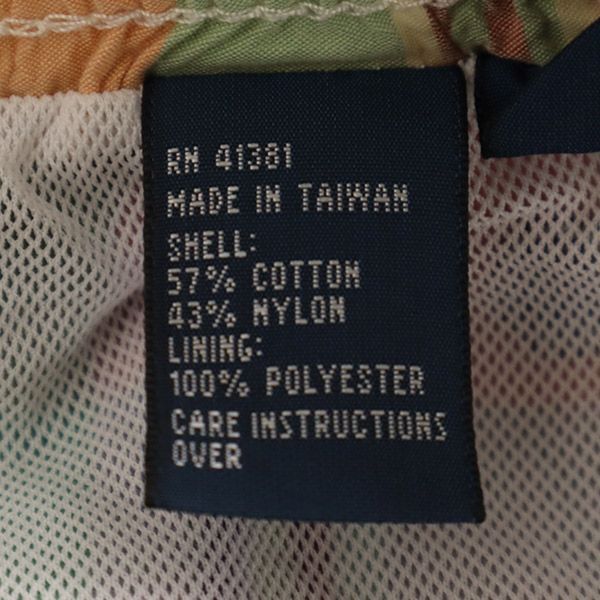 RN 41381
MADE IN TAIWAN
SHELL:
57% COTTON
43% NYLON
LINING:
100% POLYESTER
CARE INSTRUCTIONS
OVER